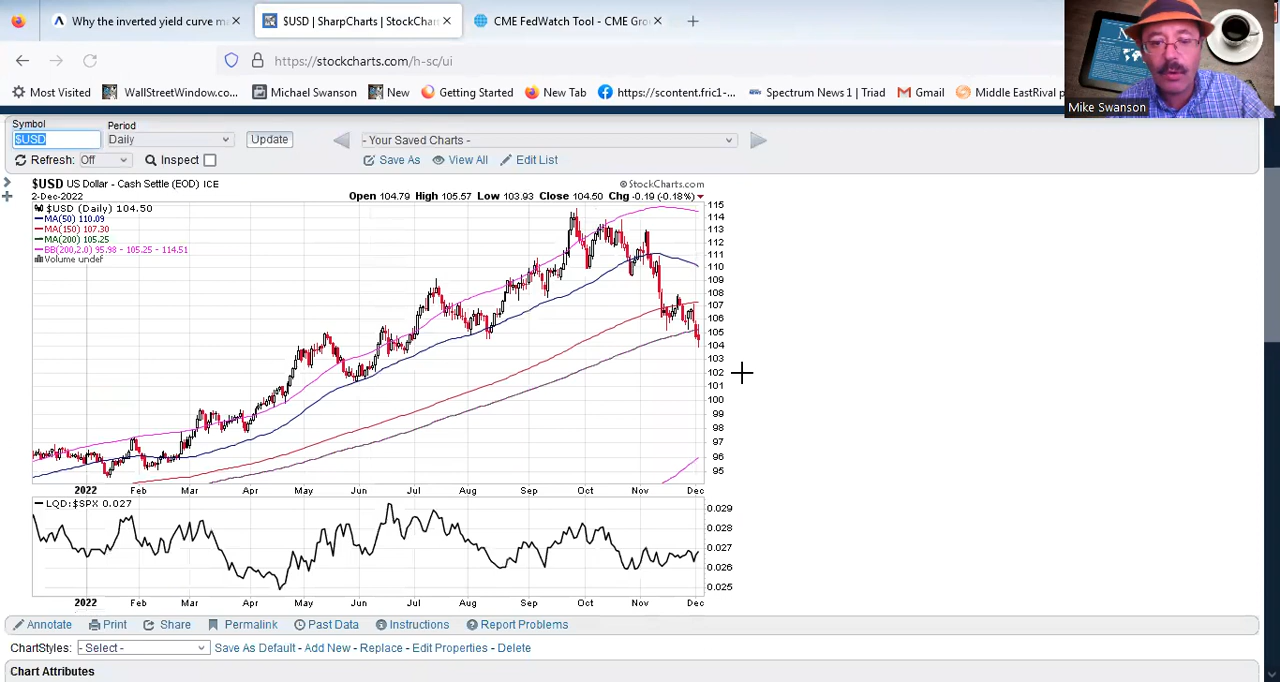 Why the inverted yield curve m
$USD | SharpCharts | StockChar
CME FedWatch Tool - CME Gro
https://stockcharts.com/h-sc/ui
Most Visited
WallStreetWindow.co...
Michael Swanson
New
Getting Started
New Tab
https://scontent.fric1-...
Spectrum News 1 | Triad
Gmail
Middle EastRival pe
Mike Swanson
Symbol
Period
$USD
Daily
Update
- Your Saved Charts -
Refresh: Off
Inspect
Save As
View All
Edit List
$USD US Dollar - Cash Settle (EOD) ICE
© StockCharts.com
2-Dec-2022
Open 104.79 High 105.57 Low 103.93 Close 104.50 Chg -0.19 (-0.18%)
$USD (Daily) 104.50
MA(50) 110.09
MA(150) 107.30
MA(200) 105.25
BB(200,2.0) 95.98 - 105.25 - 114.51
Volume undef
115
114
113
112
111
110
109
108
107
106
105
104
103
102
101
100
99
98
97
96
95
2022 Feb Mar Apr May Jun Jul Aug Sep Oct Nov Dec
LQD:$SPX 0.027
0.029
0.028
0.027
0.026
0.025
2022 Feb Mar Apr May Jun Jul Aug Sep Oct Nov Dec
Annotate
Print
Share
Permalink
Past Data
Instructions
Report Problems
ChartStyles: - Select -
Save As Default - Add New - Replace - Edit Properties - Delete
Chart Attributes